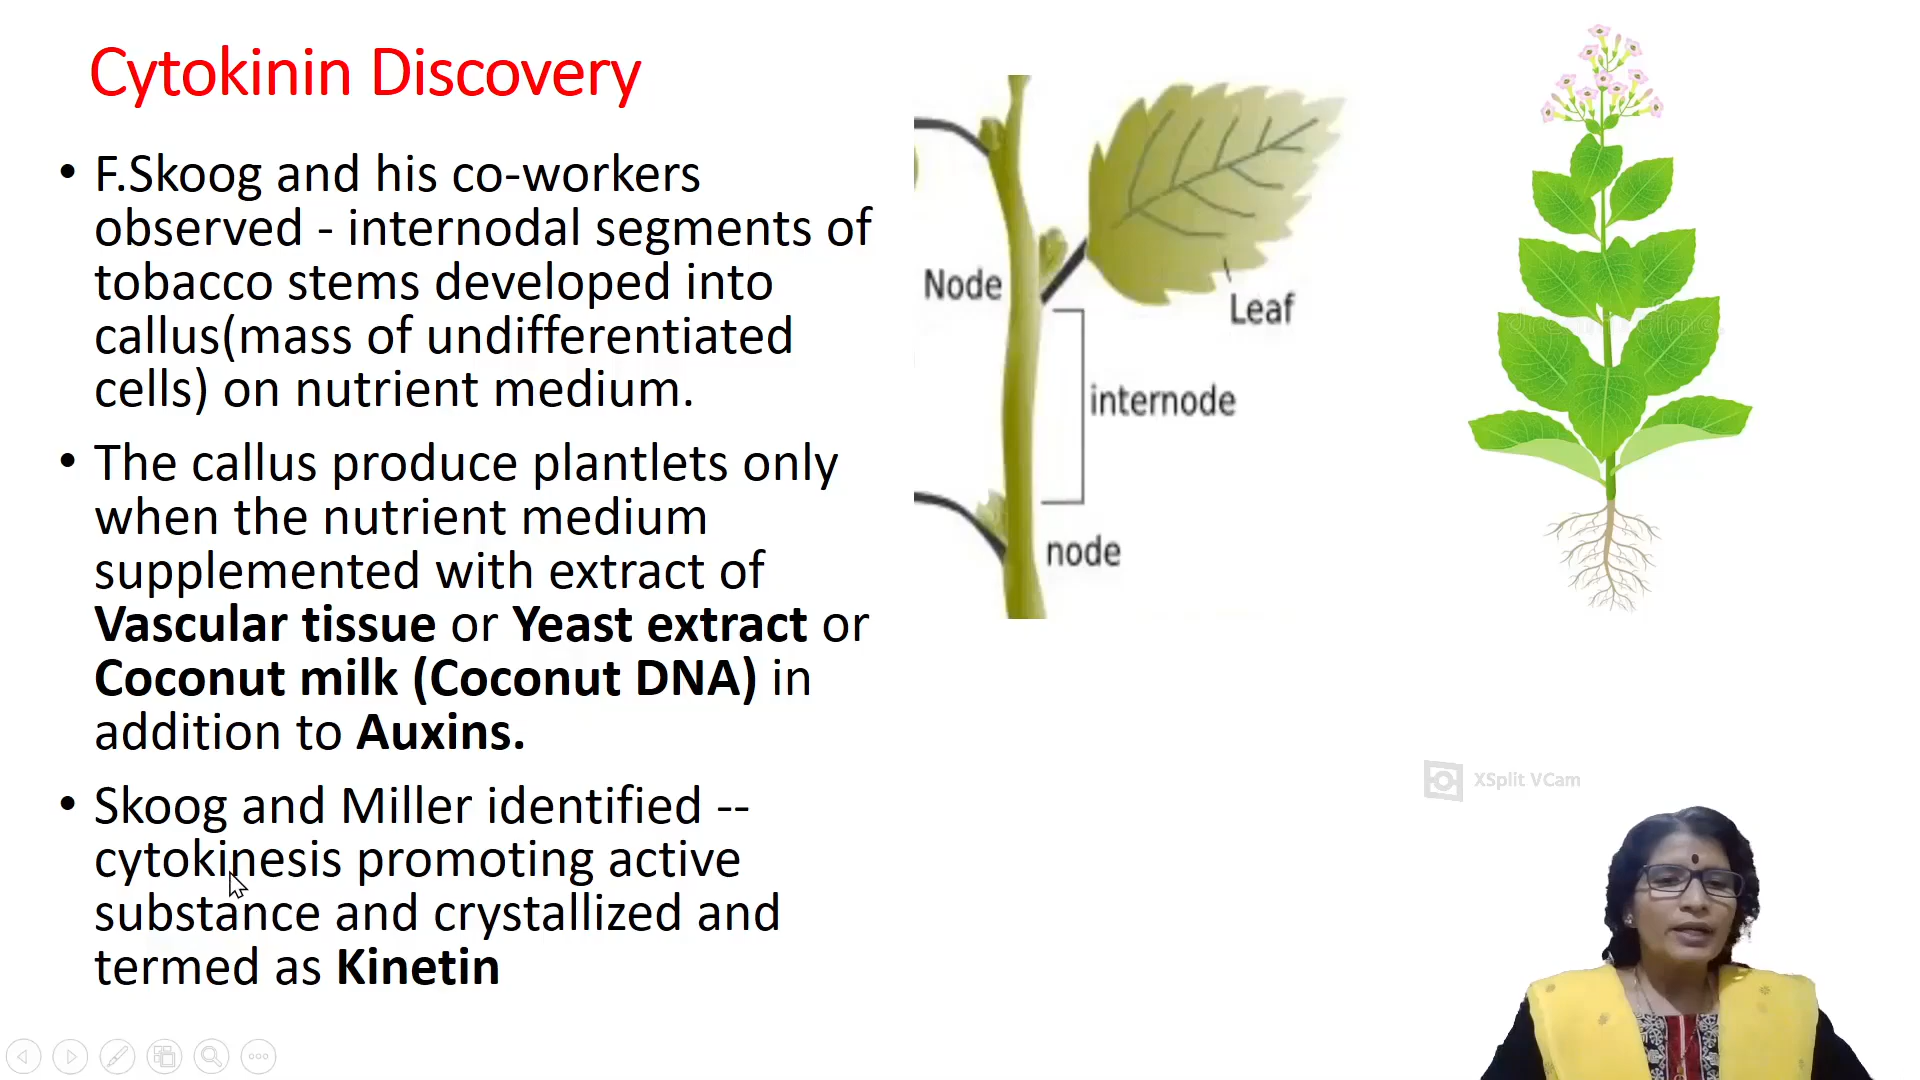 Cytokinin Discovery
• F.Skoog and his co-workers
observed - internodal segments of
tobacco stems developed into
callus(mass of undifferentiated
cells) on nutrient medium.
• The callus produce plantlets only
when the nutrient medium
supplemented with extract of
Vascular tissue or Yeast extract or
Coconut milk (Coconut DNA) in
addition to Auxins.
• Skoog and Miller identified --
cytokinesis promoting active
substance and crystallized and
termed as Kinetin
Node
Leaf
internode
node
XSplit VCam